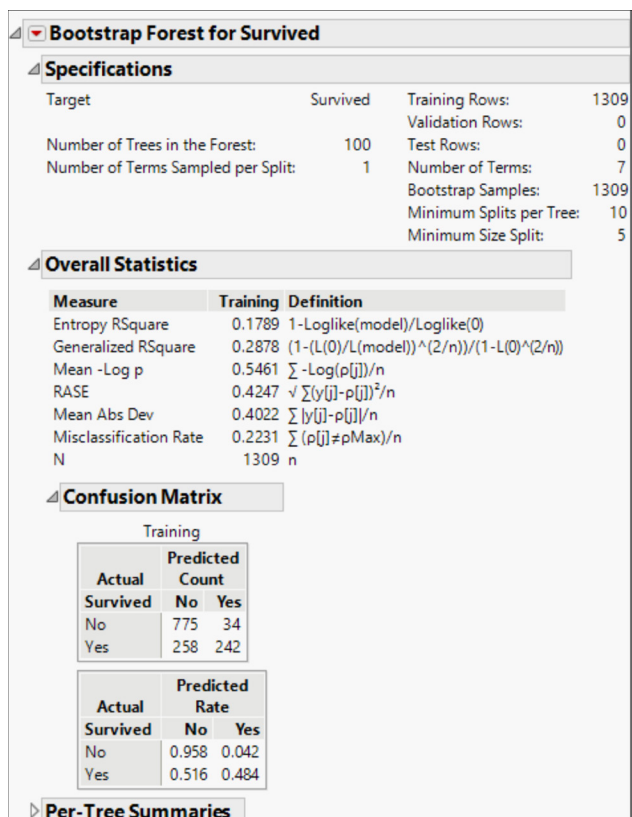 Bootstrap Forest for Survived
Specifications
Target Survived
Number of Trees in the Forest: 100
Number of Terms Sampled per Split: 1
Training Rows: 1309
Validation Rows: 0
Test Rows: 0
Number of Terms: 7
Bootstrap Samples: 1309
Minimum Splits per Tree: 10
Minimum Size Split: 5
Overall Statistics
Measure Training Definition
Entropy RSquare 0.1789 1-Loglike(model)/Loglike(0)
Generalized RSquare 0.2878 (1-(L(0)/L(model))^(2/n))/(1-L(0)^(2/n))
Mean -Log p 0.5461 ∑ -Log(ρ[j])/n
RASE 0.4247 √ ∑(y[j]-ρ[j])²/n
Mean Abs Dev 0.4022 ∑ |y[j]-ρ[j]|/n
Misclassification Rate 0.2231 ∑ (ρ[j]≠ρMax)/n
N 1309 n
Confusion Matrix
Training
Predicted
Actual Count
Survived No Yes
No 775 34
Yes 258 242
Predicted
Actual Rate
Survived No Yes
No 0.958 0.042
Yes 0.516 0.484
Per-Tree Summaries